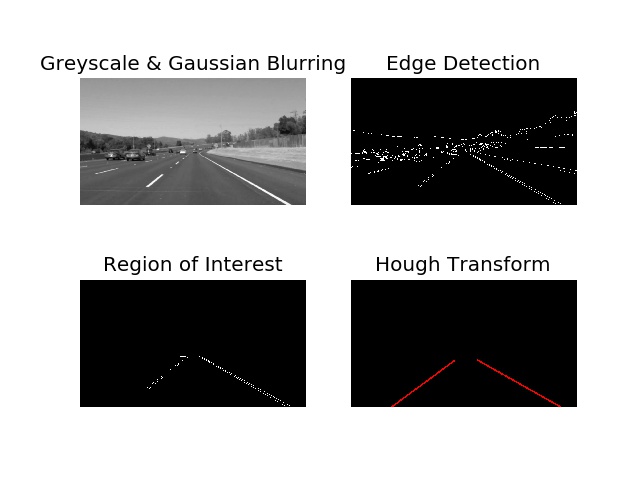 Greyscale & Gaussian Blurring
Edge Detection
Region of Interest
Hough Transform